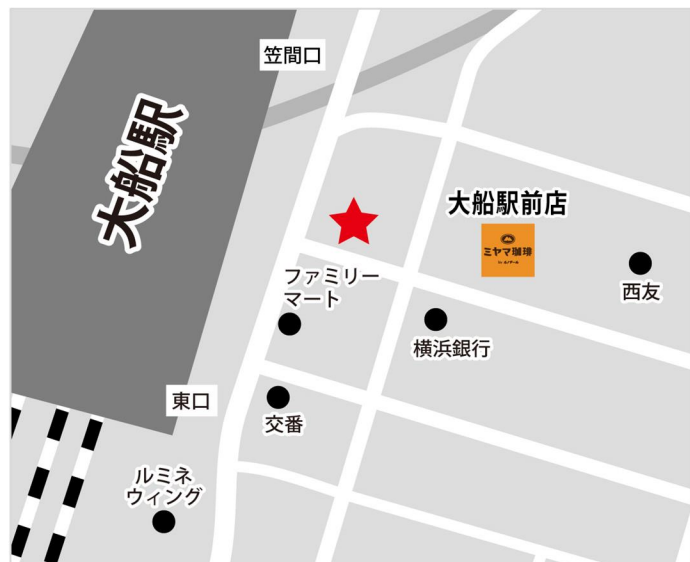 笠間口
大船駅
大船駅前店
ミヤマ珈琲
西友
ファミリー
マート
横浜銀行
東口
交番
ルミネ
ウィング